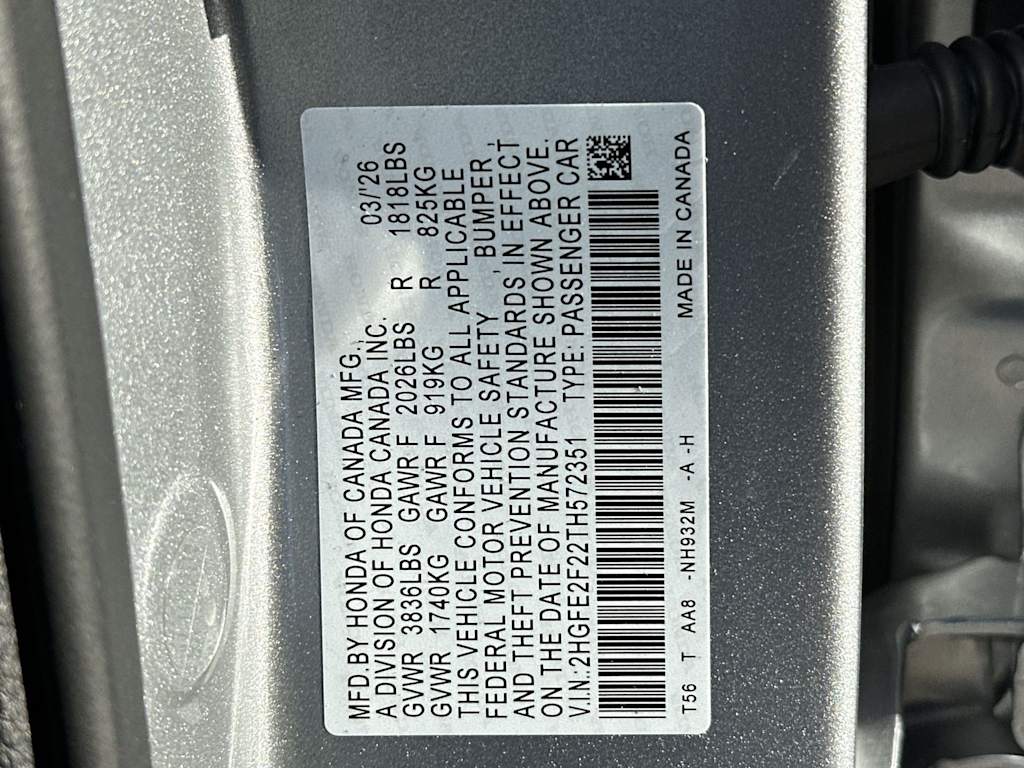 MFD.BY HONDA OF CANADA MFG.,
A DIVISION OF HONDA CANADA INC. 03/'26
GVWR 3836LBS GAWR F 2026LBS R 1818LBS
GVWR 1740KG GAWR F 919KG R 825KG
THIS VEHICLE CONFORMS TO ALL APPLICABLE
FEDERAL MOTOR VEHICLE SAFETY, BUMPER,
AND THEFT PREVENTION STANDARDS IN EFFECT
ON THE DATE OF MANUFACTURE SHOWN ABOVE.
V.I.N.:2HGFE2F22TH572351 TYPE:PASSENGER CAR
T56 T AA8 -NH932M -A -H MADE IN CANADA